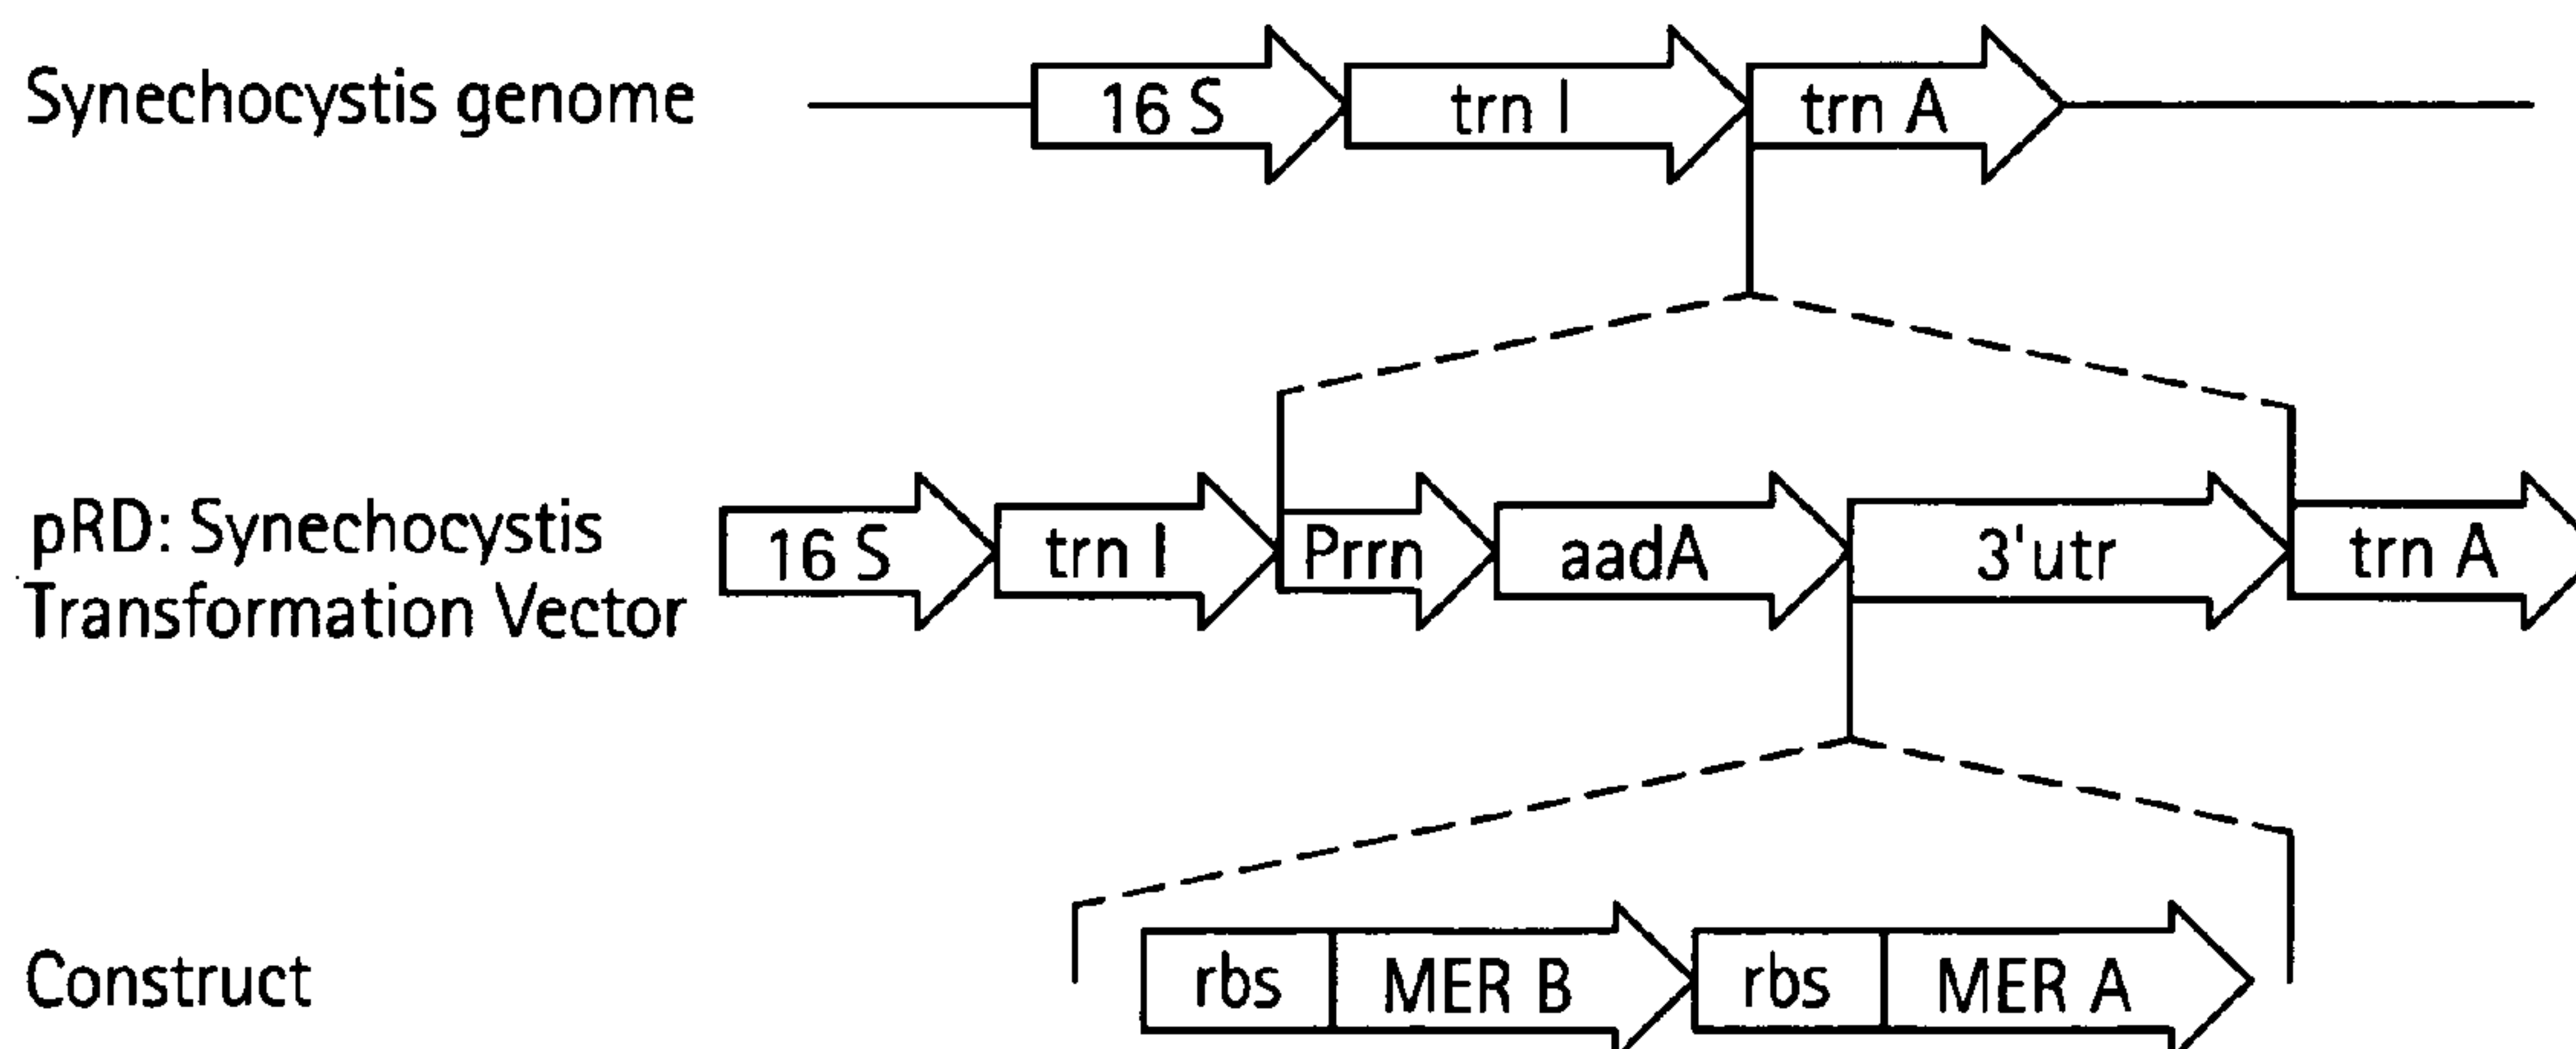 Synechocystis genome
16 S
trn I
trn A
pRD: Synechocystis
Transformation Vector
16 S
trn I
Prrn
aadA
3'utr
trn A
Construct
rbs
MER B
rbs
MER A